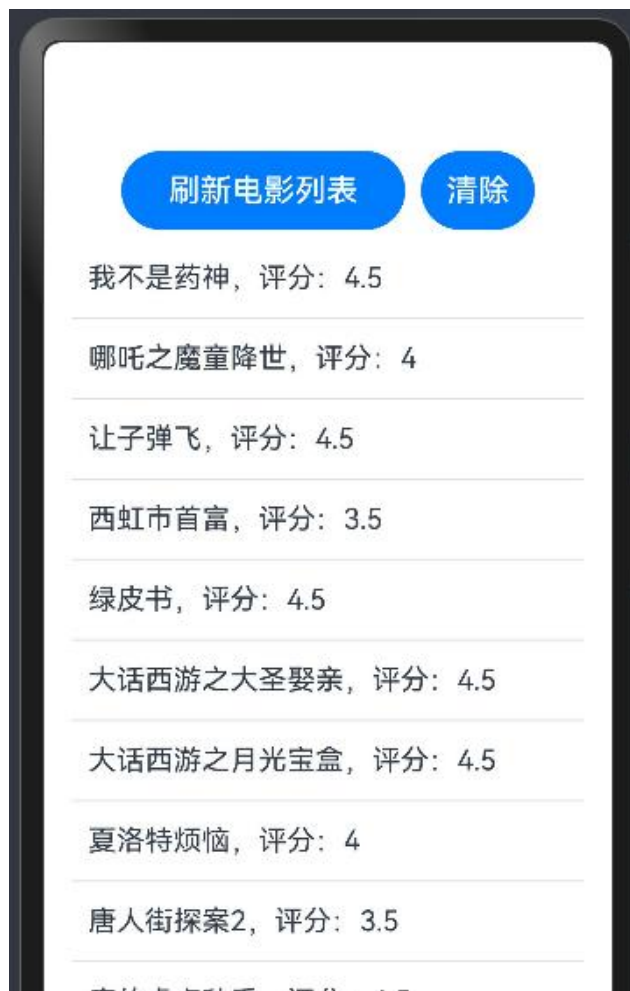 刷新电影列表 清除
我不是药神，评分：4.5
哪吒之魔童降世，评分：4
让子弹飞，评分：4.5
西虹市首富，评分：3.5
绿皮书，评分：4.5
大话西游之大圣娶亲，评分：4.5
大话西游之月光宝盒，评分：4.5
夏洛特烦恼，评分：4
唐人街探案2，评分：3.5